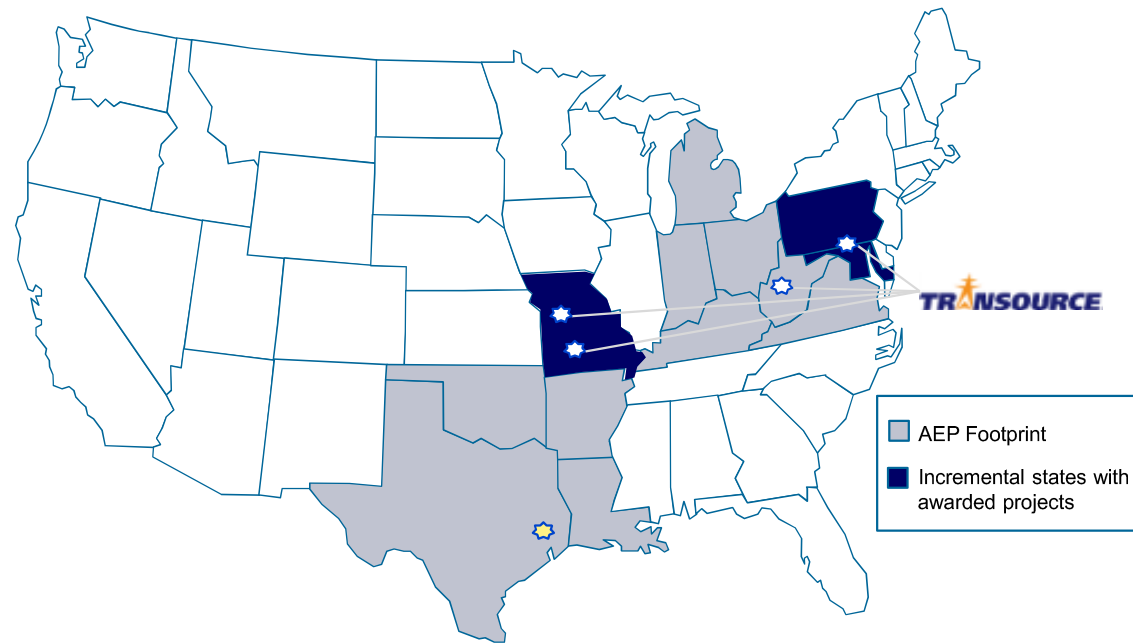 TRANSOURCE
AEP Footprint
Incremental states with
awarded projects